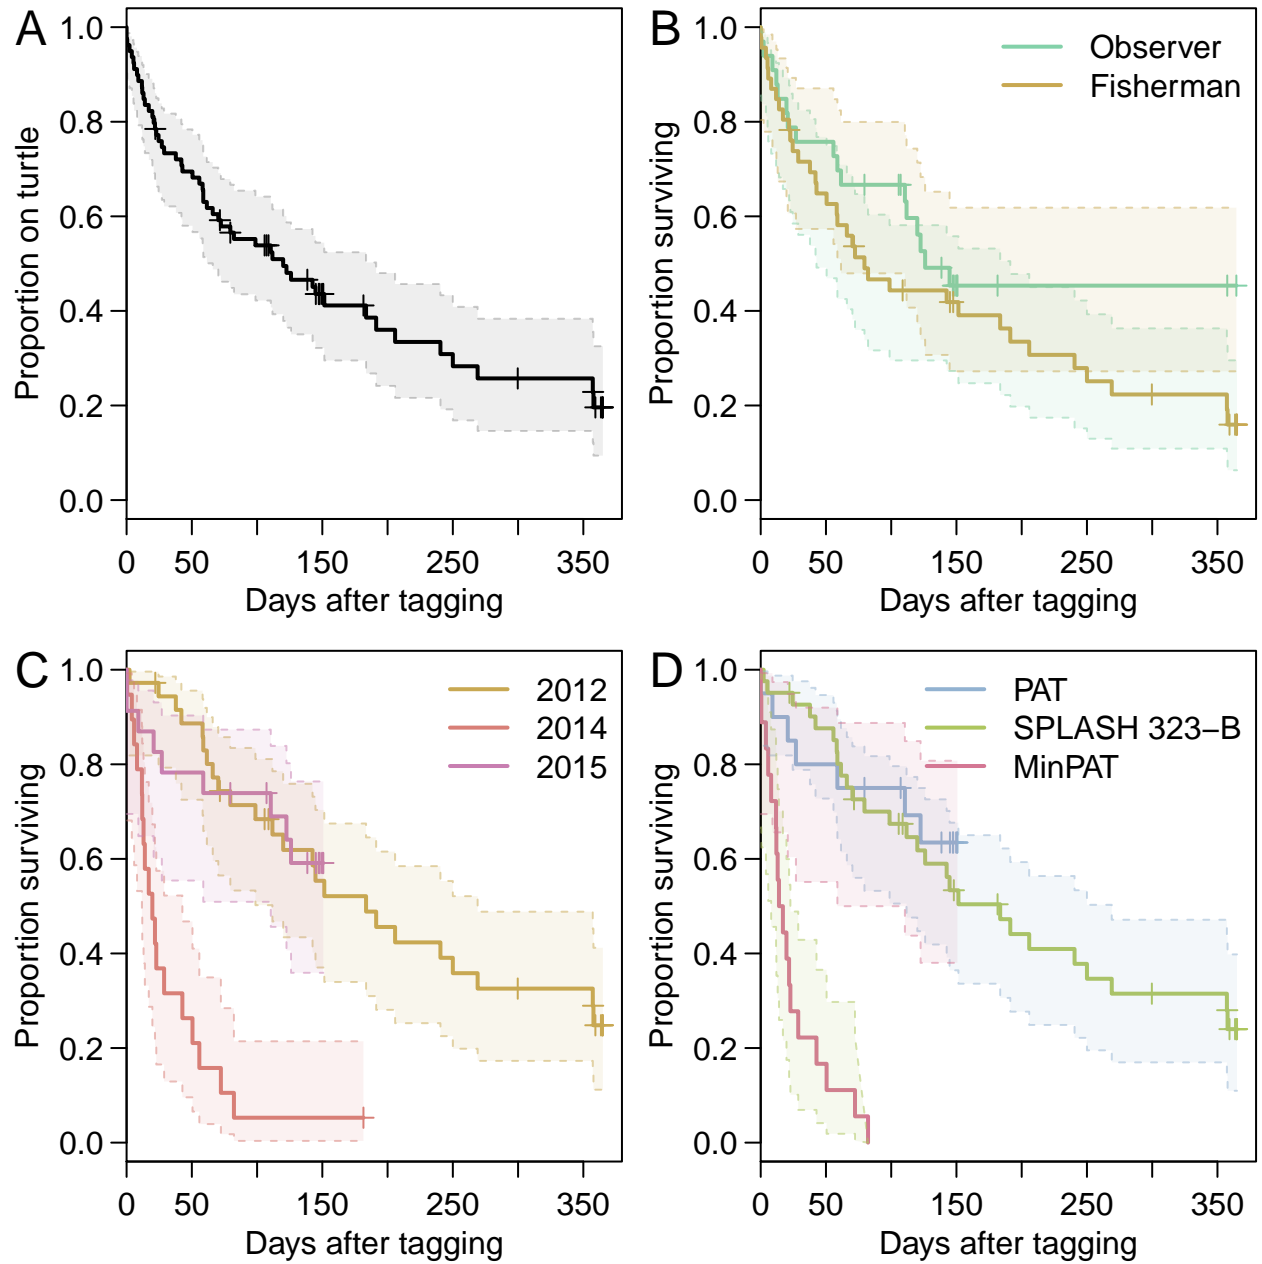 A
Proportion on turtle
1.0
0.8
0.6
0.4
0.2
0.0
0 50 150 250 350
Days after tagging
B
Observer
Fisherman
Proportion surviving
1.0
0.8
0.6
0.4
0.2
0.0
0 50 150 250 350
Days after tagging
C
2012
2014
2015
Proportion surviving
1.0
0.8
0.6
0.4
0.2
0.0
0 50 150 250 350
Days after tagging
D
PAT
SPLASH 323–B
MinPAT
Proportion surviving
1.0
0.8
0.6
0.4
0.2
0.0
0 50 150 250 350
Days after tagging